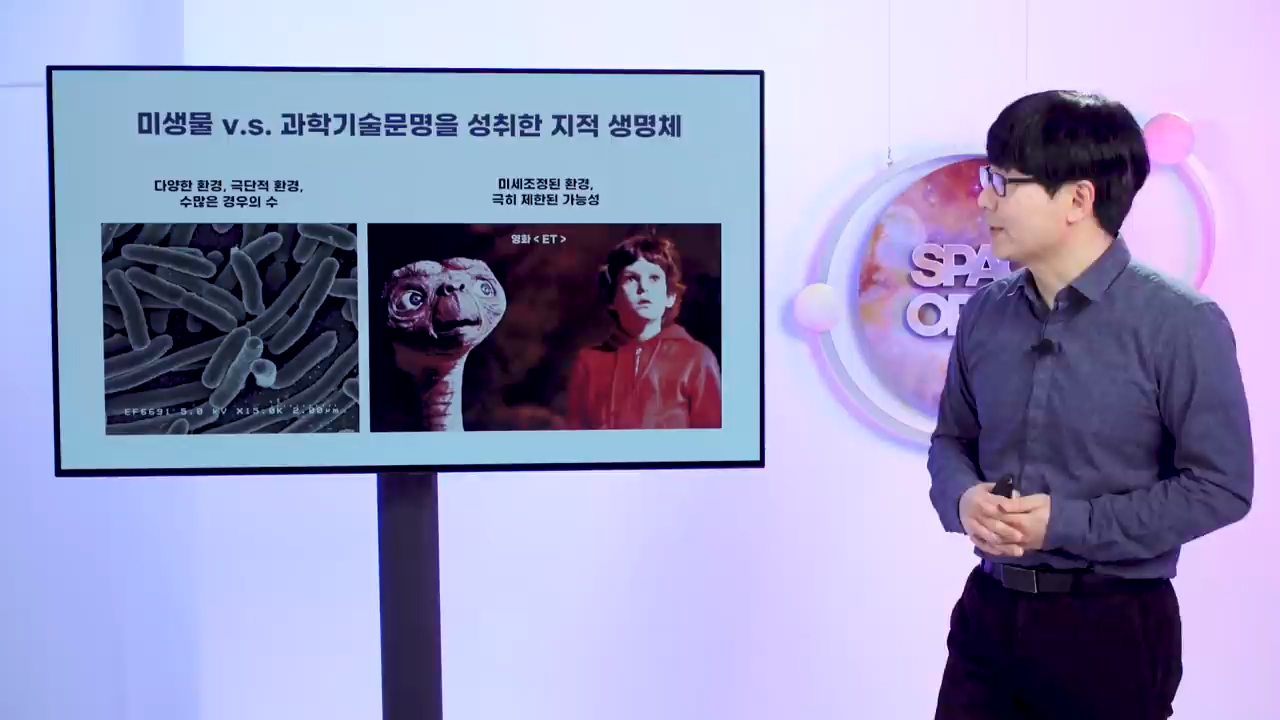 미생물 v.s. 과학기술문명을 성취한 지적 생명체
다양한 환경, 극단적 환경,
수많은 경우의 수
미세조정된 환경,
극히 제한된 가능성
영화 < ET >
EF6691 5.0 kV X15.0K 2.00µm
SPA
OP